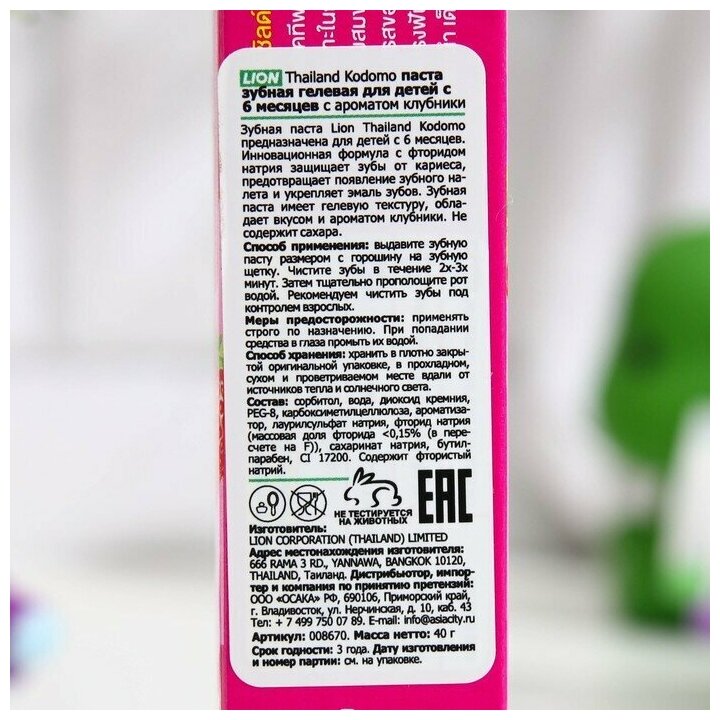 LION Thailand Kodomo паста
зубная гелевая для детей с
6 месяцев с ароматом клубники
Зубная паста Lion Thailand Kodomo
предназначена для детей с 6 месяцев.
Инновационная формула с фторидом
натрия защищает зубы от кариеса,
предотвращает появление зубного на-
лета и укрепляет эмаль зубов. Зубная
паста имеет гелевую текстуру, обла-
дает вкусом и ароматом клубники. Не
содержит сахара.
Способ применения: выдавите зубную
пасту размером с горошину на зубную
щетку. Чистите зубы в течение 2х-3х
минут. Затем тщательно прополощите рот
водой. Рекомендуем чистить зубы под
контролем взрослых.
Меры предосторожности: применять
строго по назначению. При попадании
средства в глаза промыть их водой.
Способ хранения: хранить в плотно закры-
той оригинальной упаковке, в прохладном,
сухом и проветриваемом месте вдали от
источников тепла и солнечного света.
Состав: сорбитол, вода, диоксид кремния,
PEG-8, карбоксиметилцеллюлоза, ароматиза-
тор, лаурилсульфат натрия, фторид натрия
(массовая доля фторида <0,15% (в пере-
счете на F)), сахаринат натрия, бутил-
парабен, CI 17200. Содержит фтористый
натрий.
НЕ ТЕСТИРУЕТСЯ
НА ЖИВОТНЫХ
EAC
Изготовитель:
LION CORPORATION (THAILAND) LIMITED
Адрес местонахождения изготовителя:
666 RAMA 3 RD., YANNAWA, BANGKOK 10120,
THAILAND, Таиланд. Дистрибьютор, импор-
тер и компания по принятию претензий:
ООО «ОСАКА» РФ, 690106, Приморский край,
г. Владивосток, ул. Нерчинская, д. 10, каб. 43
Тел: + 7 499 750 07 89. E-mail: info@asiacity.ru
Артикул: 008670. Масса нетто: 40 г
Срок годности: 3 года. Дату изготовления
и номер партии: см. на упаковке.